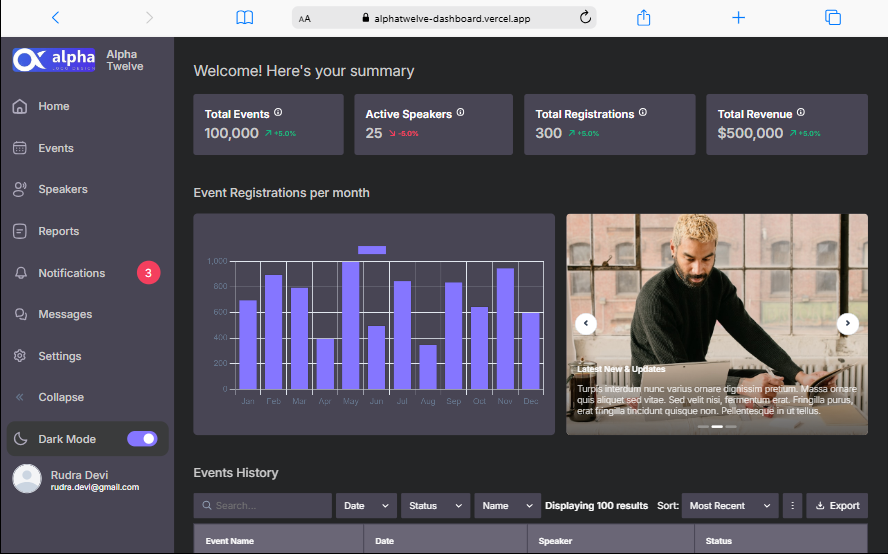 AA alphatwelve-dashboard.vercel.app
alpha
LOGO DESIGN
Alpha
Twelve
Home
Events
Speakers
Reports
Notifications 3
Messages
Settings
Collapse
Dark Mode
Rudra Devi
rudra.devi@gmail.com
Welcome! Here's your summary
Total Events
100,000 +5.0%
Active Speakers
25 -5.0%
Total Registrations
300 +5.0%
Total Revenue
$500,000 +5.0%
Event Registrations per month
1,000
800
600
400
200
0
Jan Feb Mar Apr May Jun Jul Aug Sep Oct Nov Dec
Latest New & Updates
Turpis interdum nunc varius ornare dignissim pretium. Massa ornare
quis aliquet sed vitae. Sed velit nisi, fermentum erat. Fringilla purus,
erat fringilla tincidunt quisque non. Pellentesque in ut tellus.
Events History
Search... Date Status Name Displaying 100 results Sort: Most Recent Export
Event Name Date Speaker Status